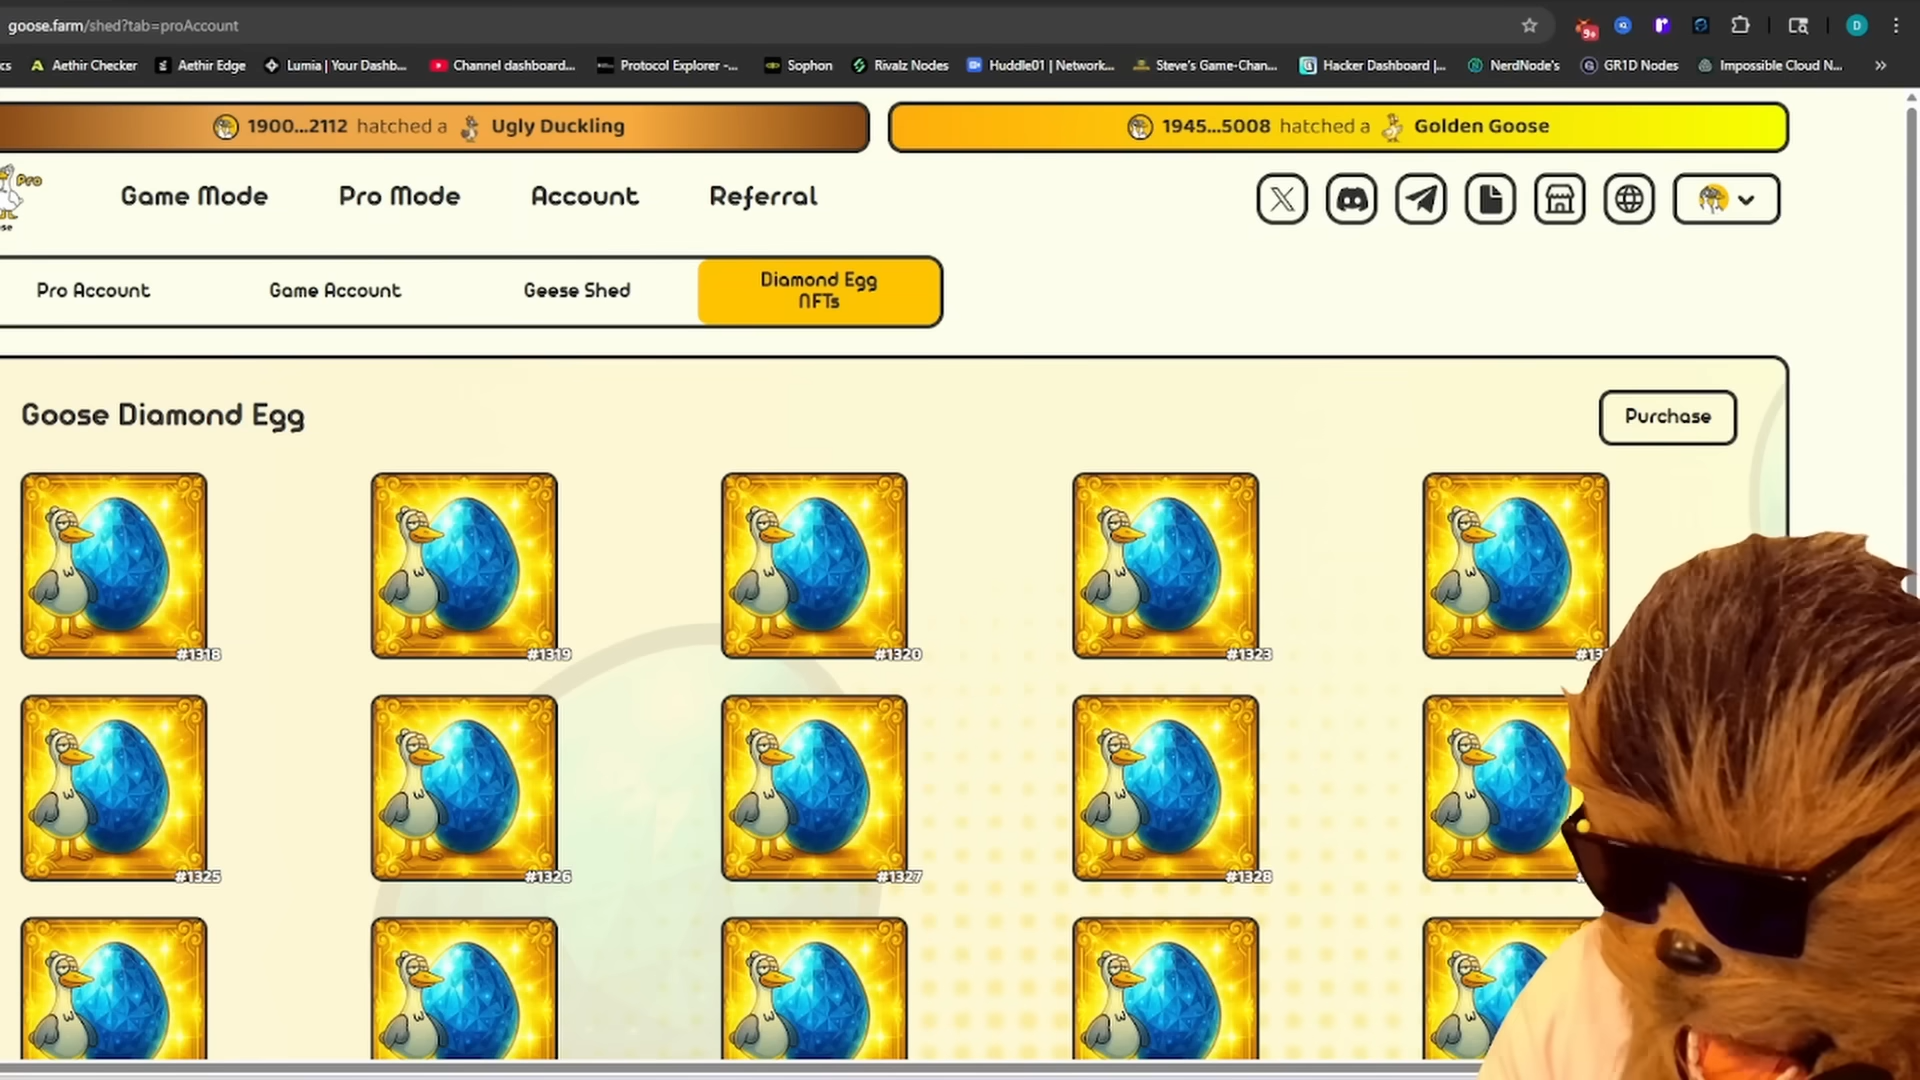 goose.farm/shed?tab=proAccount
9+
D
cs
Aethir Checker
Aethir Edge
Lumia | Your Dashb...
Channel dashboard...
Protocol Explorer -...
Sophon
Rivalz Nodes
Huddle01 | Network...
Steve's Game-Chan...
Hacker Dashboard |...
NerdNode's
GR1D Nodes
Impossible Cloud N...
1900...2112 hatched a Ugly Duckling
1945...5008 hatched a Golden Goose
Pro
Game Mode
Pro Mode
Account
Referral
Pro Account
Game Account
Geese Shed
Diamond Egg
NFTs
Goose Diamond Egg
Purchase
#1318
#1319
#1320
#1323
#1325
#1326
#1327
#1328